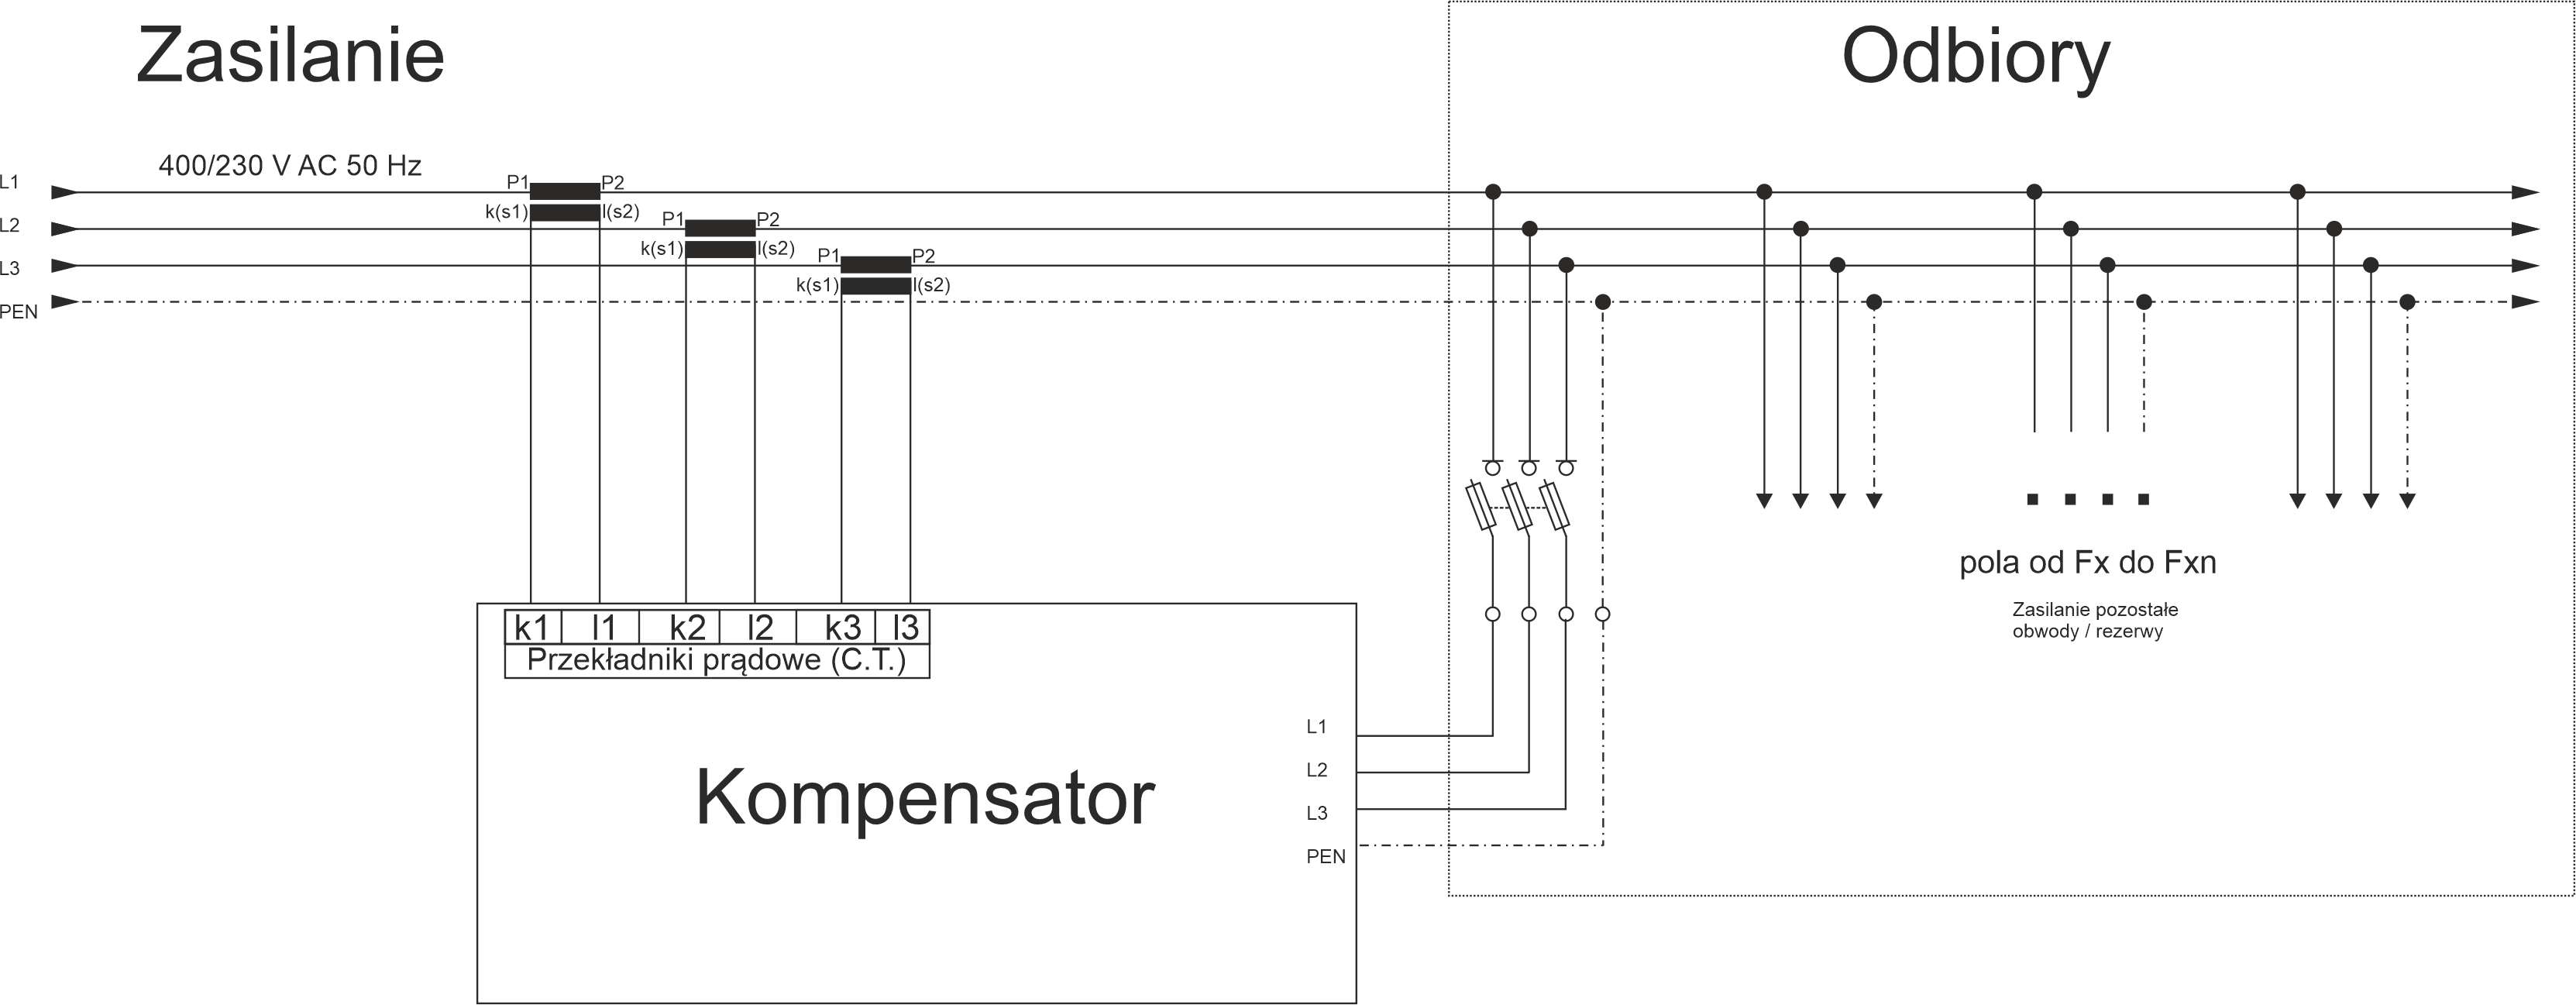 Zasilanie
Odbiory
400/230 V AC 50 Hz
L1
P1
P2
k(s1)
l(s2)
L2
P1
P2
k(s1)
l(s2)
L3
P1
P2
k(s1)
l(s2)
PEN
pola od Fx do Fxn
Zasilanie pozostałe
obwody / rezerwy
k1 l1 k2 l2 k3 l3
Przekładniki prądowe (C.T.)
Kompensator
L1
L2
L3
PEN